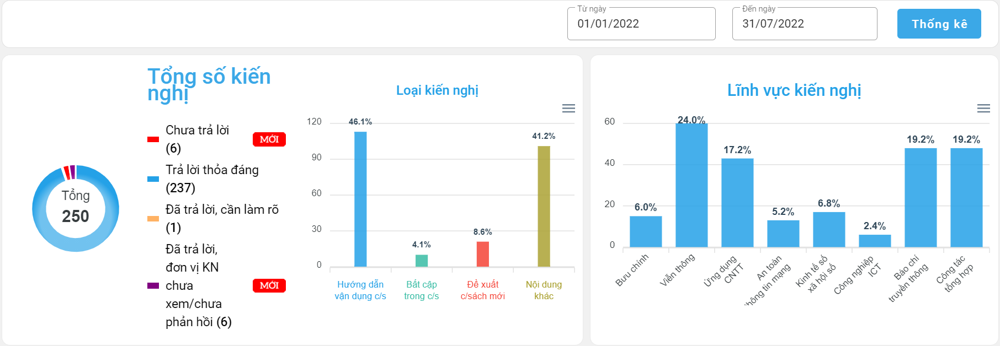 Từ ngày
01/01/2022
Đến ngày
31/07/2022
Thống kê
Tổng số kiến
nghị
Chưa trả lời
(6)
MỚI
Trả lời thỏa đáng
(237)
Đã trả lời, cần làm rõ
(1)
Đã trả lời,
đơn vị KN
chưa
xem/chưa
phản hồi (6)
MỚI
Tổng
250
Loại kiến nghị
120
90
60
30
0
46.1%
4.1%
8.6%
41.2%
Hướng dẫn
vận dụng c/s
Bất cập
trong c/s
Đề xuất
c/sách mới
Nội dung
khác
Lĩnh vực kiến nghị
60
40
20
0
6.0%
24.0%
17.2%
5.2%
6.8%
2.4%
19.2%
19.2%
Bưu chính
Viễn thông
Ứng dụng
CNTT
An toàn
thông tin mạng
Kinh tế số
xã hội số
Công nghiệp
ICT
Báo chí
truyền thông
Công tác
tổng hợp